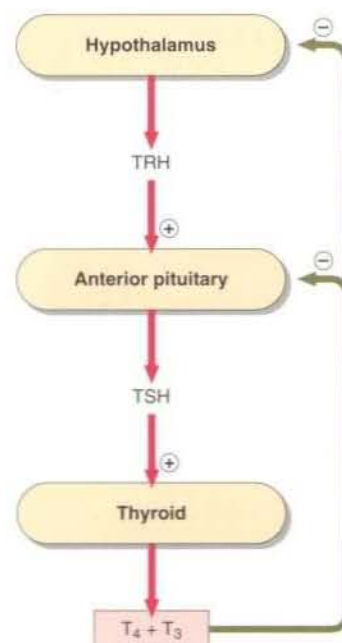 Hypothalamus
⊖
TRH
⊕
Anterior pituitary
⊖
TSH
⊕
Thyroid
T₄ + T₃